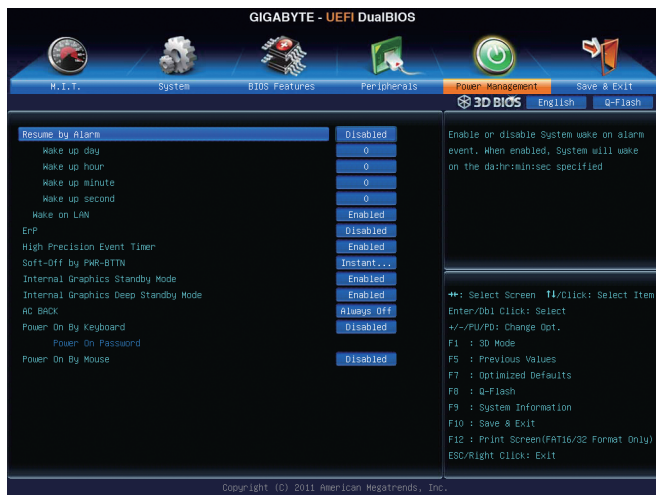 GIGABYTE - UEFI DualBIOS
M.I.T. System BIOS Features Peripherals Power Management Save & Exit
3D BIOS English Q-Flash
Resume by Alarm Disabled
Wake up day 0
Wake up hour 0
Wake up minute 0
Wake up second 0
Wake on LAN Enabled
ErP Disabled
High Precision Event Timer Enabled
Soft-Off by PWR-BTTN Instant...
Internal Graphics Standby Mode Enabled
Internal Graphics Deep Standby Mode Enabled
AC BACK Always Off
Power On By Keyboard Disabled
Power On Password
Power On By Mouse Disabled
Enable or disable System wake on alarm
event. When enabled, System will wake
on the da:hr:min:sec specified
→←: Select Screen ↑↓/Click: Select Item
Enter/Dbl Click: Select
+/-/PU/PD: Change Opt.
F1 : 3D Mode
F5 : Previous Values
F7 : Optimized Defaults
F8 : Q-Flash
F9 : System Information
F10 : Save & Exit
F12 : Print Screen(FAT16/32 Format Only)
ESC/Right Click: Exit
Copyright (C) 2011 American Megatrends, Inc.